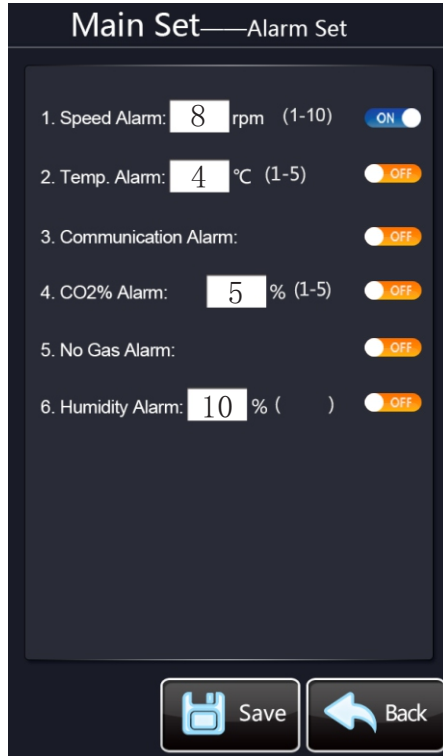 Main Set——Alarm Set
1. Speed Alarm: 8 rpm (1-10) ON
2. Temp. Alarm: 4 ℃ (1-5) OFF
3. Communication Alarm: OFF
4. CO2% Alarm: 5 % (1-5) OFF
5. No Gas Alarm: OFF
6. Humidity Alarm: 10 % ( ) OFF
Save Back